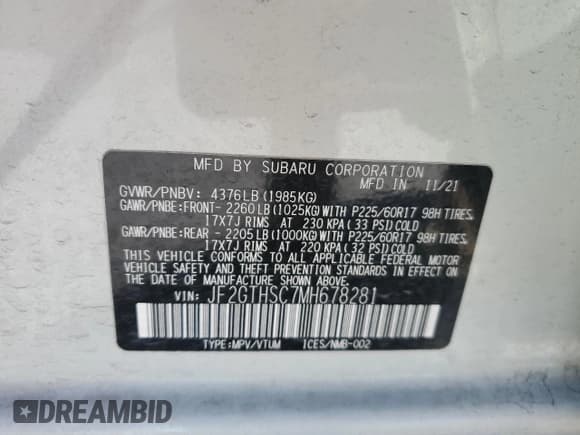 MFD BY SUBARU CORPORATION
MFD IN 11/21
GVWR/PNBV: 4376LB(1985KG)
GAWR/PNBE:FRONT- 2260LB(1025KG)WITH P225/60R17 98H TIRES,
17X7J RIMS AT 230 KPA( 33 PSI)COLD
GAWR/PNBE:REAR - 2205LB(1000KG)WITH P225/60R17 98H TIRES,
17X7J RIMS AT 220 KPA( 32 PSI)COLD
THIS VEHICLE CONFORMS TO ALL APPLICABLE FEDERAL MOTOR
VEHICLE SAFETY AND THEFT PREVENTION STANDARDS IN EFFECT ON
THE DATE OF MANUFACTURE SHOWN ABOVE.
VIN: JF2GTHSC7MH678281
TYPE:MPV/VTUM ICES/NMB-002
DREAMBID